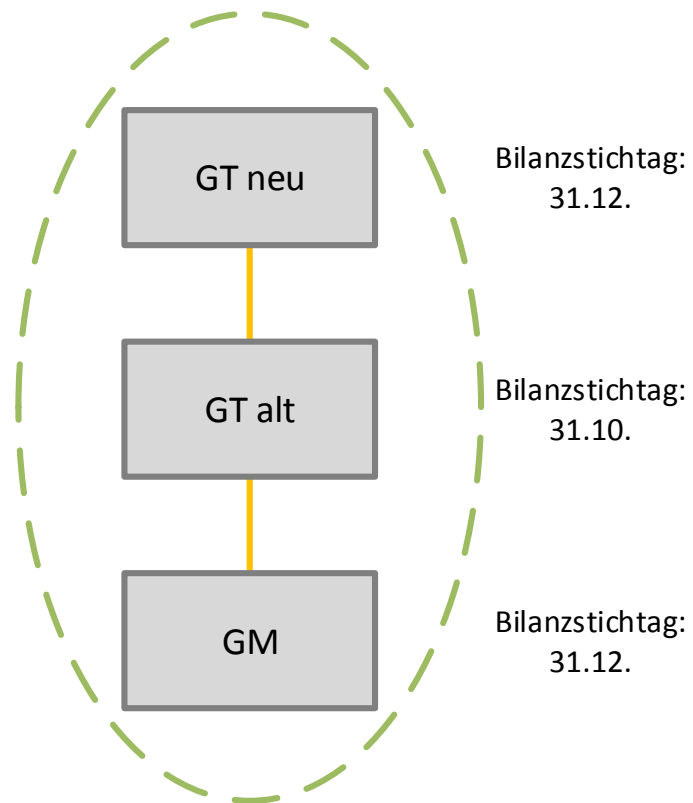 GT neu
Bilanzstichtag:
31.12.
GT alt
Bilanzstichtag:
31.10.
GM
Bilanzstichtag:
31.12.